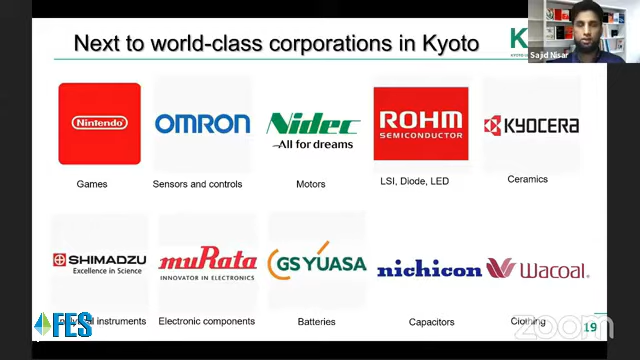 Next to world-class corporations in Kyoto
K
Sajid Nisar
Nintendo
OMRON
Nidec
All for dreams
ROHM
SEMICONDUCTOR
KYOCERA
Games
Sensors and controls
Motors
LSI, Diode, LED
Ceramics
SHIMADZU
Excellence in Science
muRata
INNOVATOR IN ELECTRONICS
GS YUASA
nichicon
Wacoal
instruments
Electronic components
Batteries
Capacitors
Clothing
FES
zoom
19